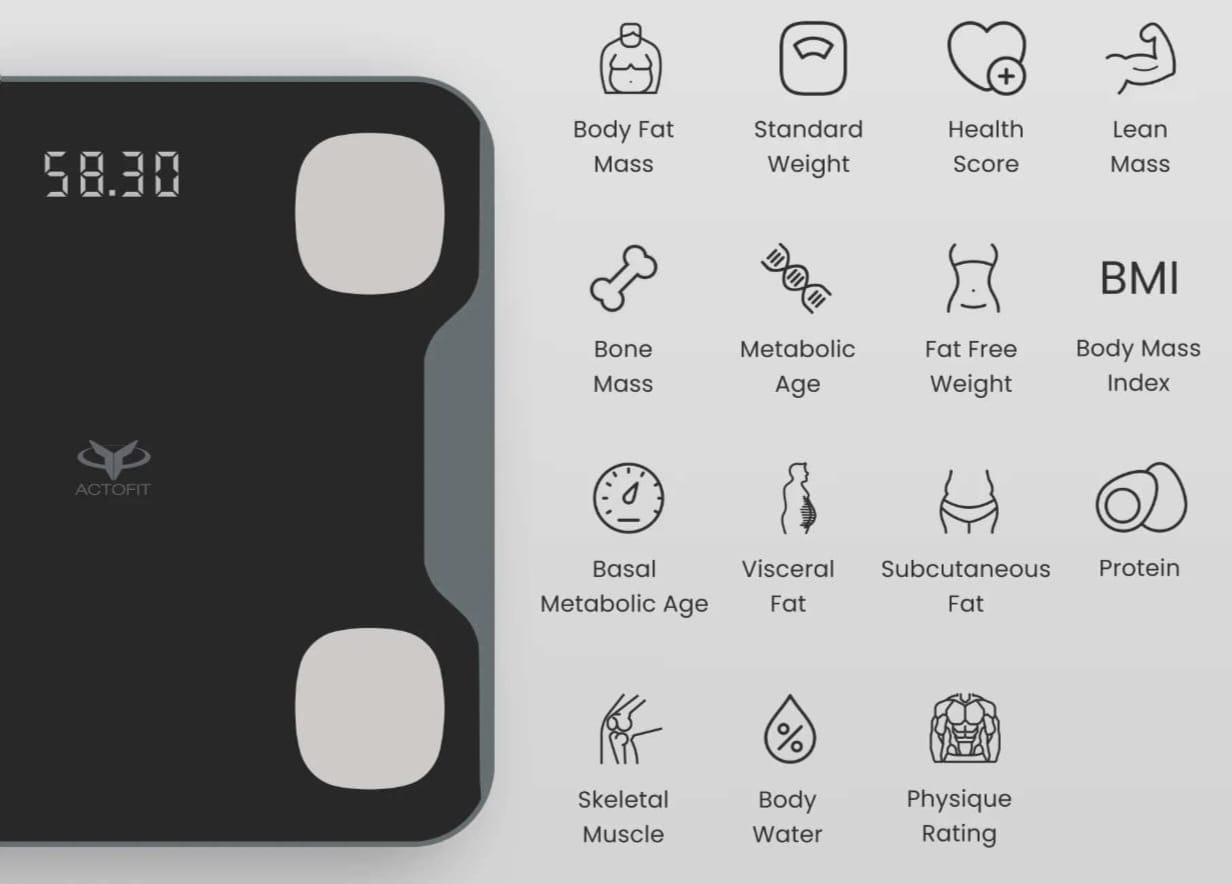 58.30
ACTOFIT
Body Fat
Mass
Standard
Weight
Health
Score
Lean
Mass
Bone
Mass
Metabolic
Age
Fat Free
Weight
BMI
Body Mass
Index
Basal
Metabolic Age
Visceral
Fat
Subcutaneous
Fat
Protein
Skeletal
Muscle
Body
Water
Physique
Rating